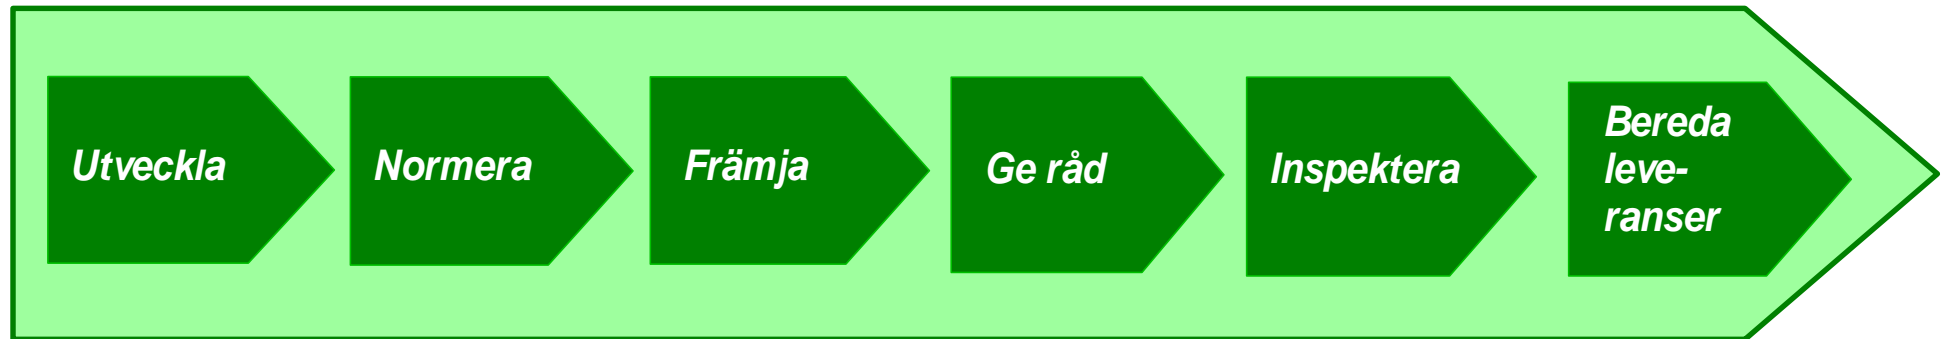 Utveckla
Normera
Främja
Ge råd
Inspektera
Bereda
leve-
ranser